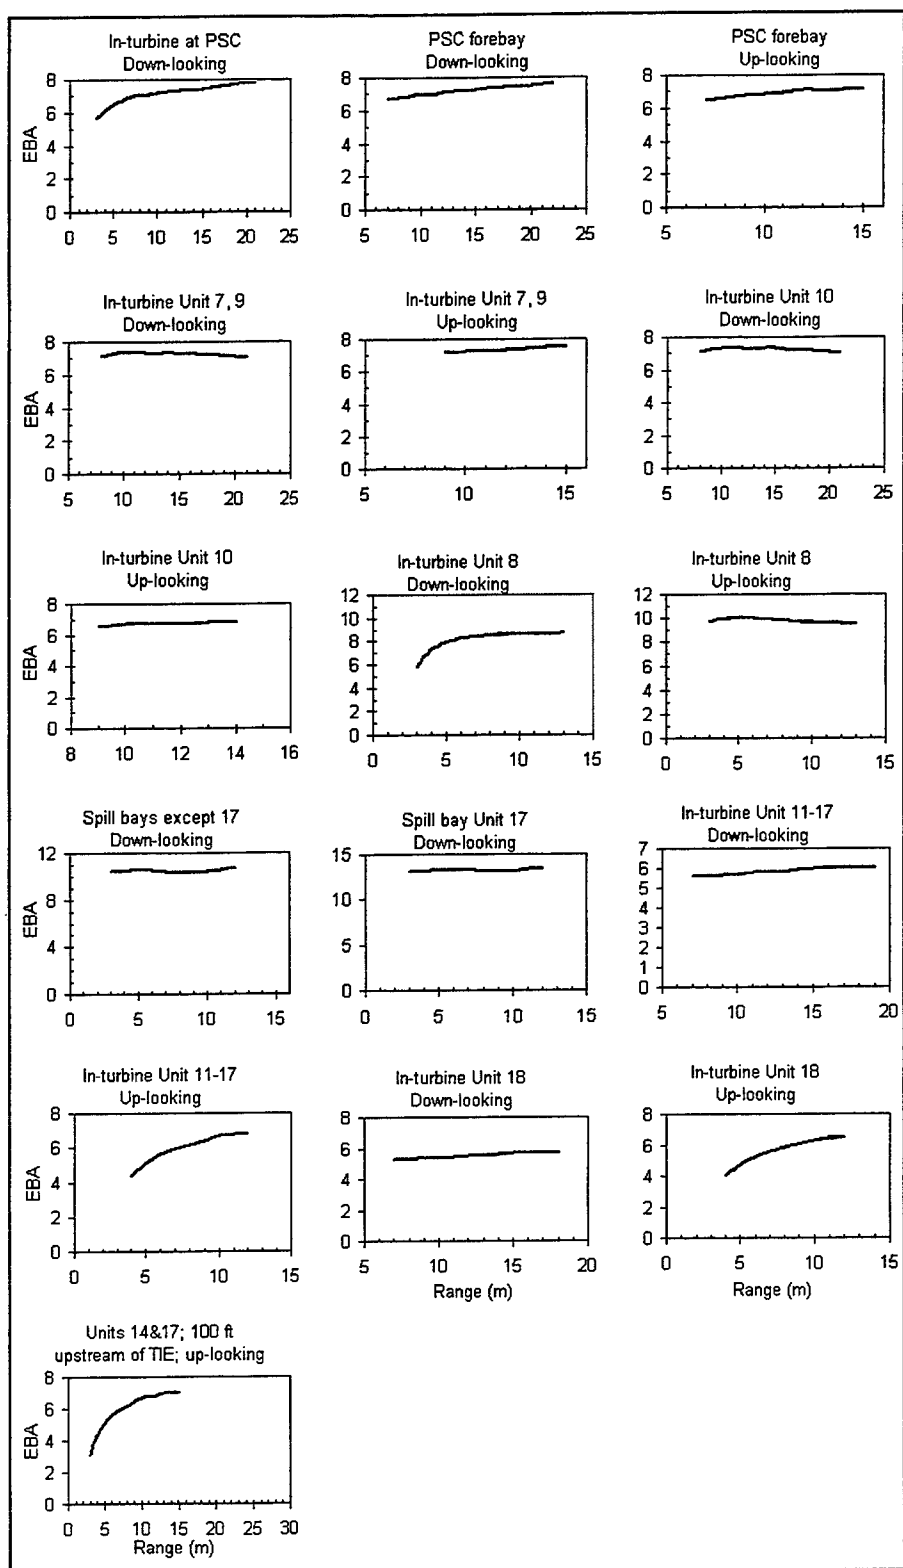 In-turbine at PSC
Down-looking
PSC forebay
Down-looking
PSC forebay
Up-looking
8
6
4
2
0
EBA
0 5 10 15 20 25
8
6
4
2
0
5 10 15 20 25
8
6
4
2
0
5 10 15
In-turbine Unit 7, 9
Down-looking
In-turbine Unit 7, 9
Up-looking
In-turbine Unit 10
Down-looking
8
6
4
2
0
EBA
5 10 15 20 25
8
6
4
2
0
5 10 15
8
6
4
2
0
5 10 15 20 25
In-turbine Unit 10
Up-looking
In-turbine Unit 8
Down-looking
In-turbine Unit 8
Up-looking
8
6
4
2
0
EBA
8 10 12 14 16
12
10
8
6
4
2
0
0 5 10 15
12
10
8
6
4
2
0
0 5 10 15
Spill bays except 17
Down-looking
Spill bay Unit 17
Down-looking
In-turbine Unit 11-17
Down-looking
12
8
4
0
EBA
0 5 10 15
15
10
5
0
0 5 10 15
7
6
5
4
3
2
1
0
5 10 15 20
In-turbine Unit 11-17
Up-looking
In-turbine Unit 18
Down-looking
In-turbine Unit 18
Up-looking
8
6
4
2
0
EBA
0 5 10 15
8
6
4
2
0
5 10 15 20
Range (m)
8
6
4
2
0
0 5 10 15
Range (m)
Units 14&17; 100 ft
upstream of TIE; up-looking
8
6
4
2
0
EBA
0 5 10 15 20 25 30
Range (m)